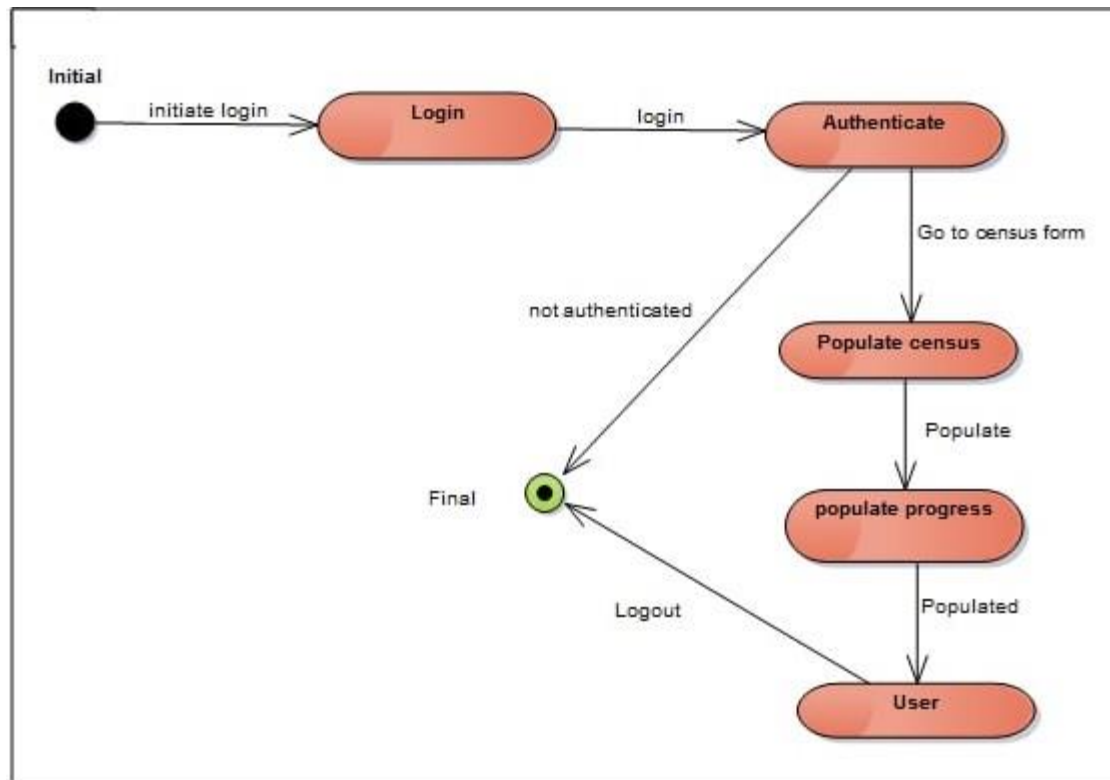 Initial
initiate login
Login
login
Authenticate
Go to census form
not authenticated
Populate census
Populate
Final
populate progress
Logout
Populated
User